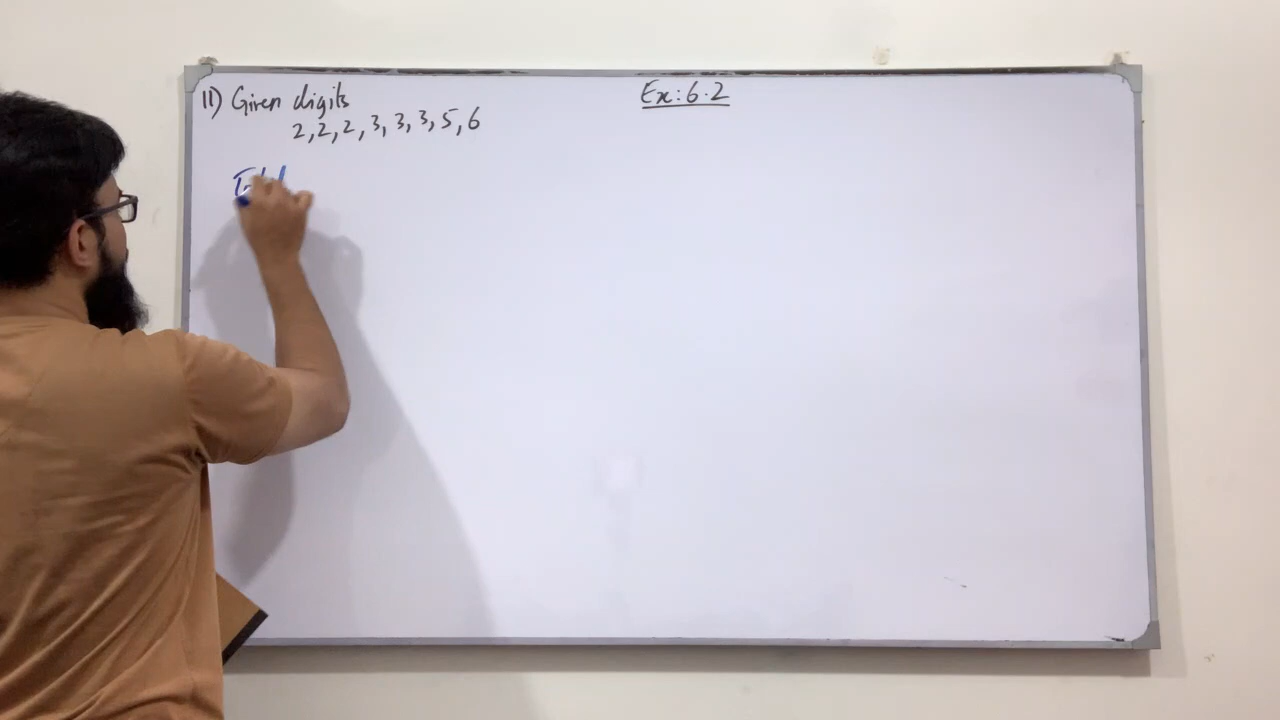 Ex: 6.2
11) Given digits
2, 2, 2, 3, 3, 3, 5, 6